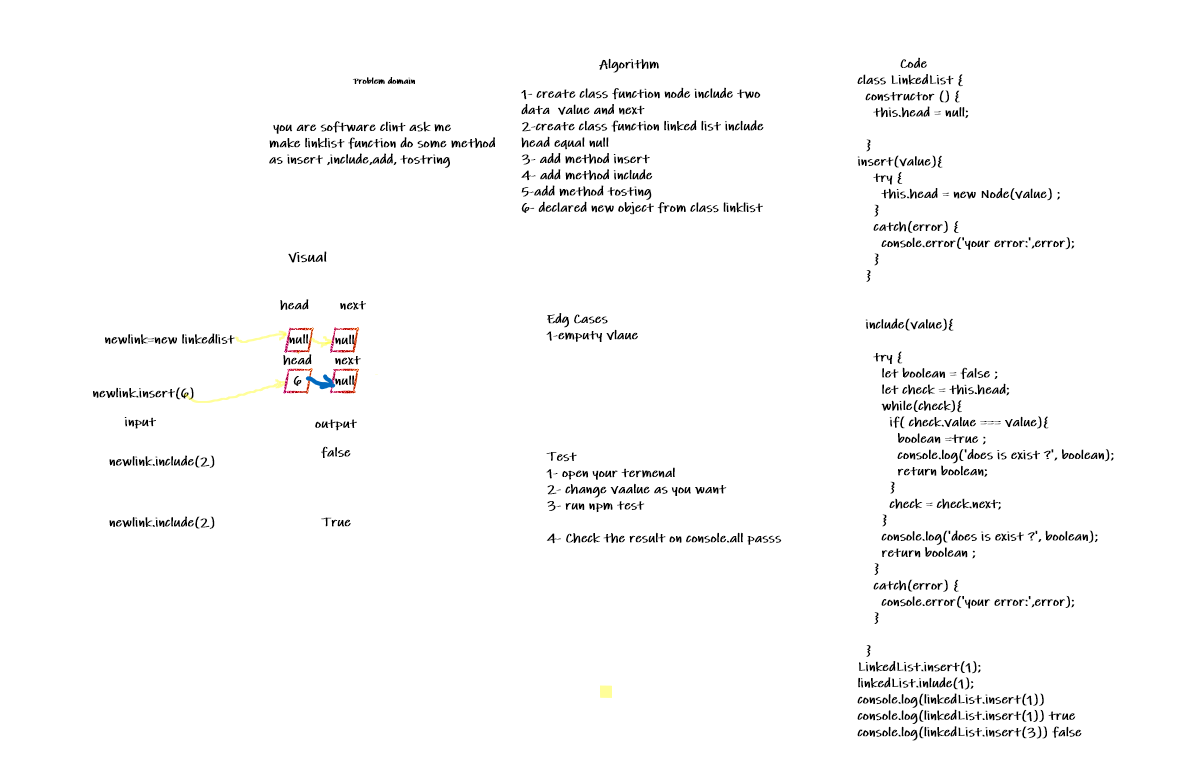 Problem domain
you are software clint ask me
make linklist function do some method
as insert ,include,add, tostring
Visual
head next
newlink=new linkedlist null null
head next
newlink.insert(6) 6 null
input output
newlink.include(2) false
newlink.include(2) True
Algorithm
1- create class function node include two
data value and next
2-create class function linked list include
head equal null
3- add method insert
4- add method include
5-add method tosting
6- declared new object from class linklist
Edg Cases
1-emputy vlaue
Test
1- open your termenal
2- change vaalue as you want
3- run npm test
4- Check the result on console.all passs
Code
class LinkedList {
constructor () {
this.head = null;
}
insert(value){
try {
this.head = new Node(value) ;
}
catch(error) {
console.error('your error:',error);
}
}
include(value){
try {
let boolean = false ;
let check = this.head;
while(check){
if( check.value === value){
boolean =true ;
console.log('does is exist ?', boolean);
return boolean;
}
check = check.next;
}
console.log('does is exist ?', boolean);
return boolean ;
}
catch(error) {
console.error('your error:',error);
}
}
LinkedList.insert(1);
linkedList.inlude(1);
console.log(linkedList.insert(1))
console.log(linkedList.insert(1)) true
console.log(linkedList.insert(3)) false